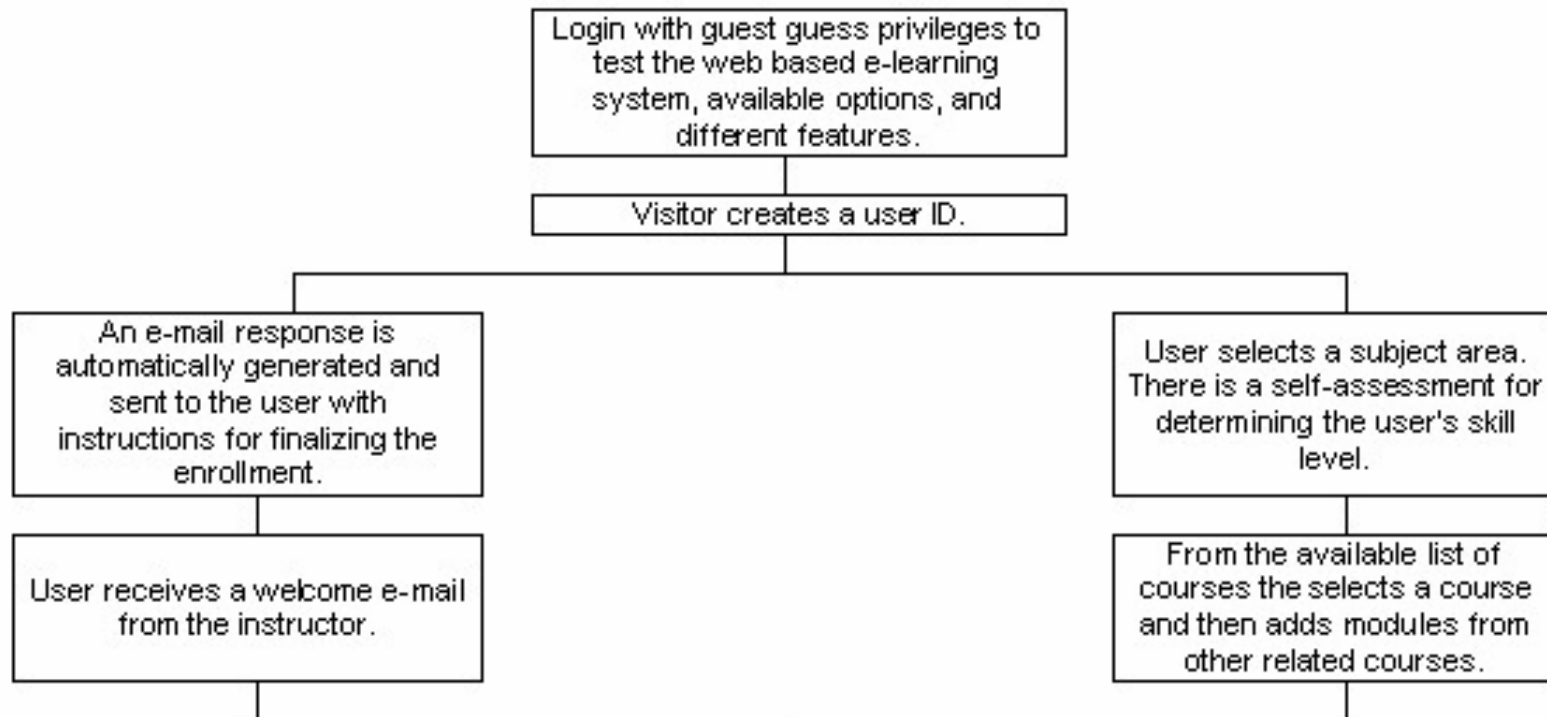 Login with guest guess privileges to
test the web based e-learning
system, available options, and
different features.
Visitor creates a user ID.
An e-mail response is
automatically generated and
sent to the user with
instructions for finalizing the
enrollment.
User selects a subject area.
There is a self-assessment for
determining the user's skill
level.
User receives a welcome e-mail
from the instructor.
From the available list of
courses the selects a course
and then adds modules from
other related courses.